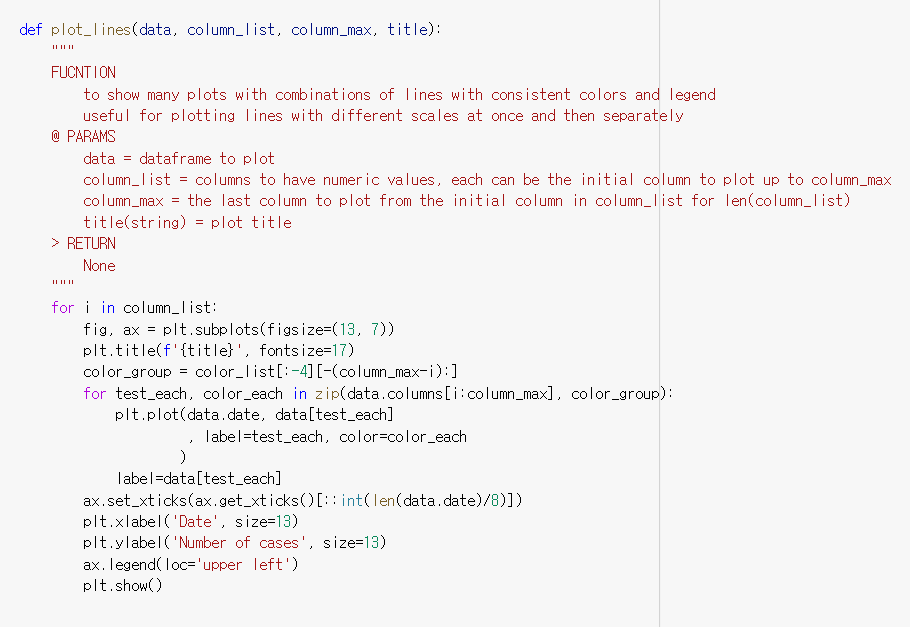 def plot_lines(data, column_list, column_max, title):
    """
    FUCNTION
        to show many plots with combinations of lines with consistent colors and legend
        useful for plotting lines with different scales at once and then separately
    @ PARAMS
        data = dataframe to plot
        column_list = columns to have numeric values, each can be the initial column to plot up to column_max
        column_max = the last column to plot from the initial column in column_list for len(column_list)
        title(string) = plot title
    > RETURN
        None
    """
    for i in column_list:
        fig, ax = plt.subplots(figsize=(13, 7))
        plt.title(f'{title}', fontsize=17)
        color_group = color_list[:-4][-(column_max-i):]
        for test_each, color_each in zip(data.columns[i:column_max], color_group):
            plt.plot(data.date, data[test_each]
                     , label=test_each, color=color_each
                    )
            label=data[test_each]
        ax.set_xticks(ax.get_xticks()[::int(len(data.date)/8)])
        plt.xlabel('Date', size=13)
        plt.ylabel('Number of cases', size=13)
        ax.legend(loc='upper left')
        plt.show()